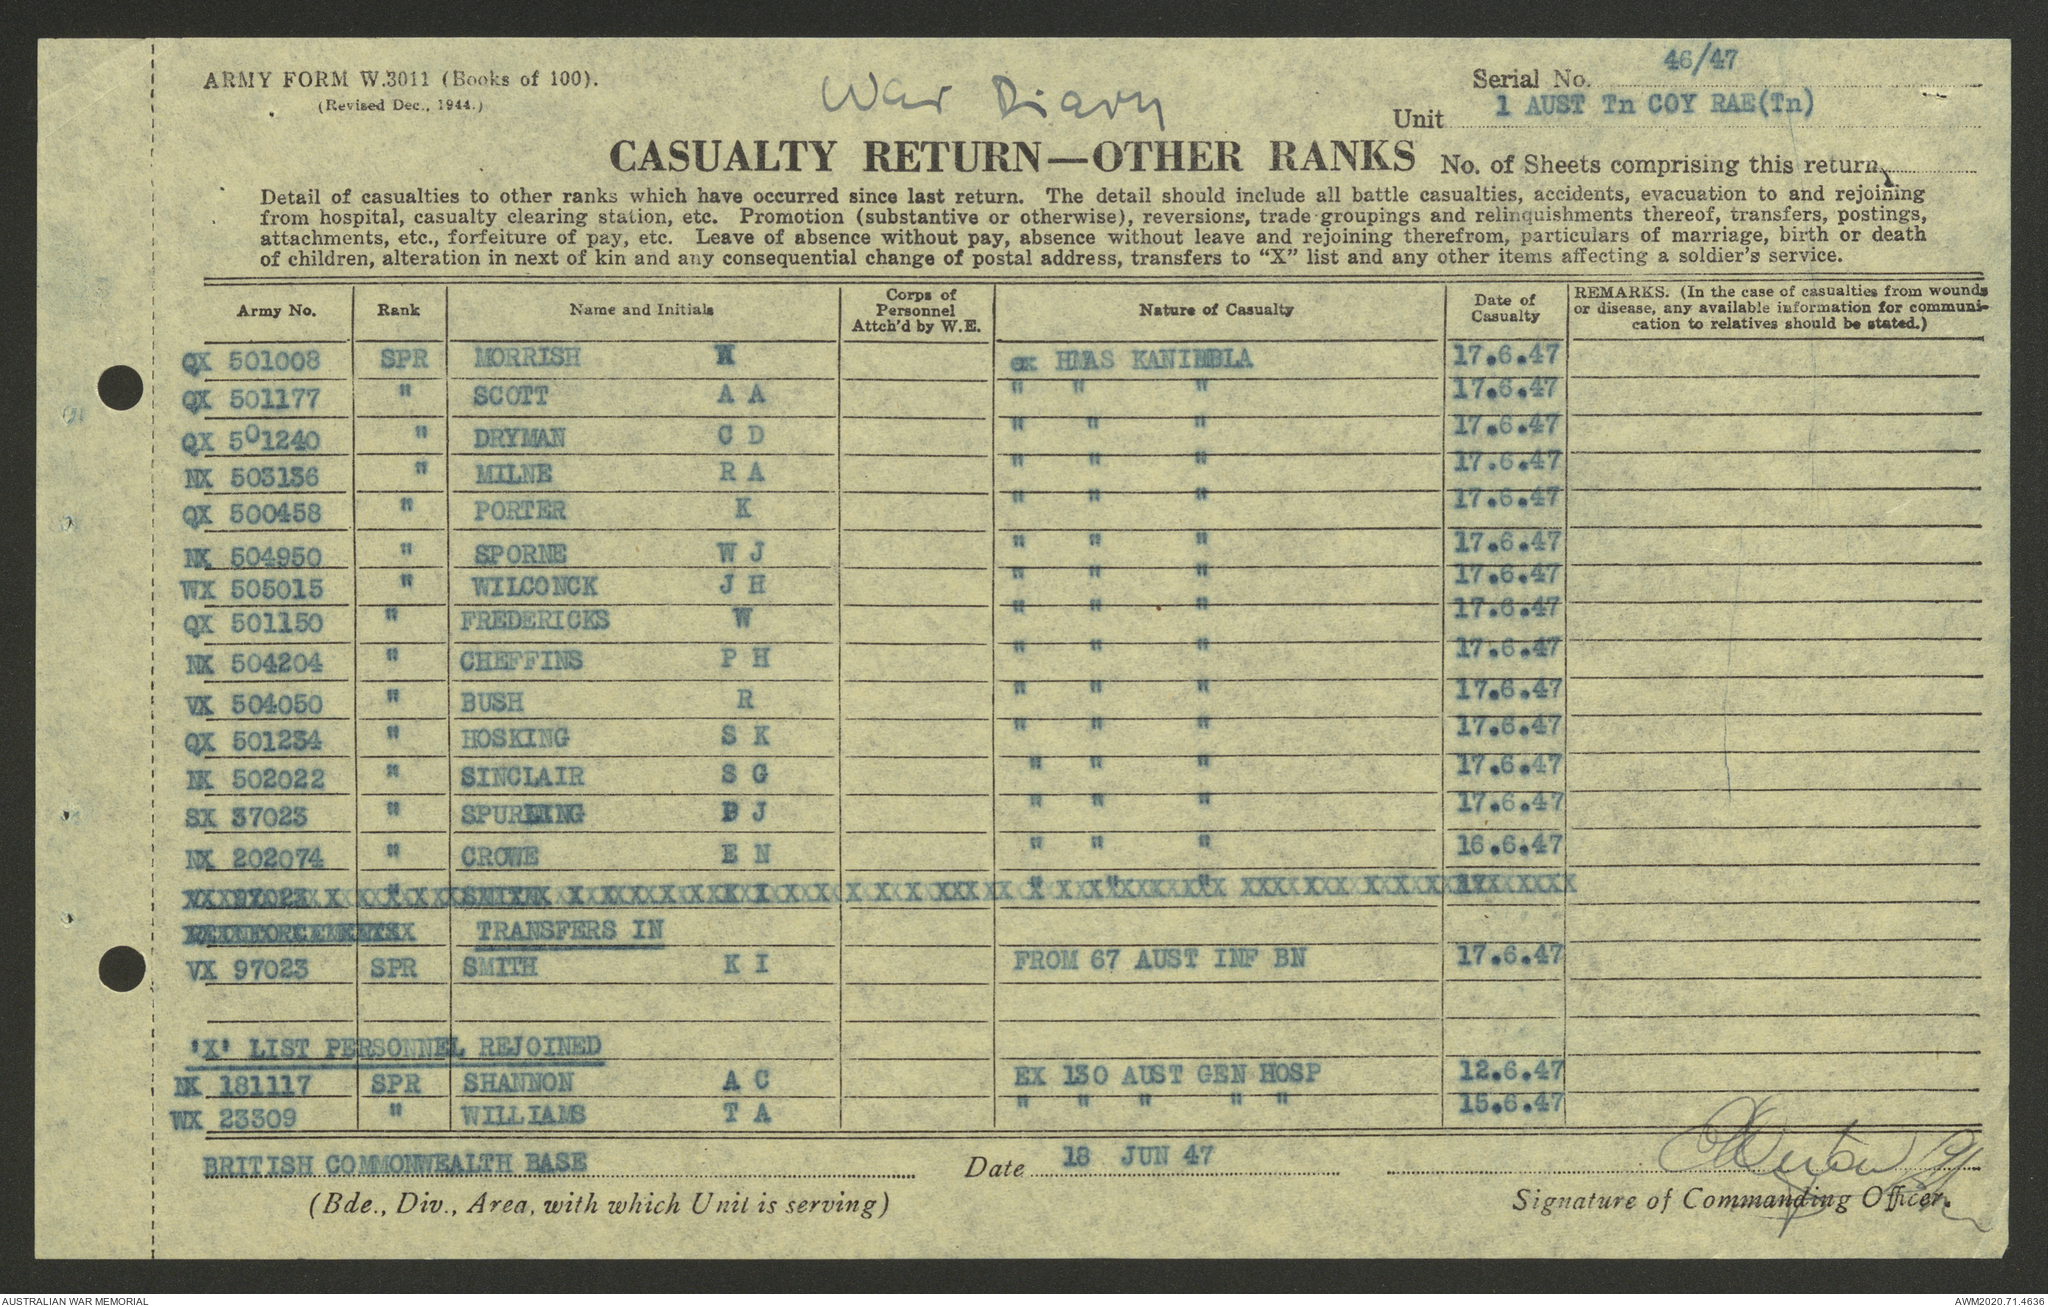 ARMY FORM W.3011 (Books of 100).
(Revised Dec., 1944.)
War Diary
Serial No. 46/47
Unit 1 AUST Tn COY RAE(Tn)
CASUALTY RETURN—OTHER RANKS
No. of Sheets comprising this return
Detail of casualties to other ranks which have occurred since last return. The detail should include all battle casualties, accidents, evacuation to and rejoining
from hospital, casualty clearing station, etc. Promotion (substantive or otherwise), reversions, trade groupings and relinquishments thereof, transfers, postings,
attachments, etc., forfeiture of pay, etc. Leave of absence without pay, absence without leave and rejoining therefrom, particulars of marriage, birth or death
of children, alteration in next of kin and any consequential change of postal address, transfers to "X" list and any other items affecting a soldier's service.
Army No. Rank Name and Initials Corps of Personnel Attch'd by W.E. Nature of Casualty Date of Casualty REMARKS. (In the case of casualties from wounds or disease, any available information for communi-cation to relatives should be stated.)
QX 501008 SPR MORRISH ex HMAS KANIMBLA 17.6.47
QX 501177 " SCOTT A A " " " 17.6.47
QX 501240 " DRYMAN C D " " " 17.6.47
NX 503136 " MILNE R A " " " 17.6.47
QX 500458 " PORTER K " " " 17.6.47
NX 504950 " SPORNE W J " " " 17.6.47
WX 505015 " WILCONCK J H " " " 17.6.47
QX 501150 " FREDERICKS W " " " 17.6.47
NX 504204 " CHEFFINS P H " " " 17.6.47
VX 504050 " BUSH R " " " 17.6.47
QX 501234 " HOSKING S K " " " 17.6.47
NX 502022 " SINCLAIR S G " " " 17.6.47
SX 37023 " SPURLING J " " " 17.6.47
NX 202074 " CROWE E N " " " 16.6.47
TRANSFERS IN
VX 97023 SPR SMITH K I FROM 67 AUST INF BN 17.6.47
'X' LIST PERSONNEL REJOINED
NX 181117 SPR SHANNON A C EX 130 AUST GEN HOSP 12.6.47
WX 23309 " WILLIAMS T A " " " " " 15.6.47
BRITISH COMMONWEALTH BASE
Date 18 JUN 47
(Bde., Div., Area, with which Unit is serving)
Signature of Commanding Officer.
AUSTRALIAN WAR MEMORIAL
AWM2020.71.4636